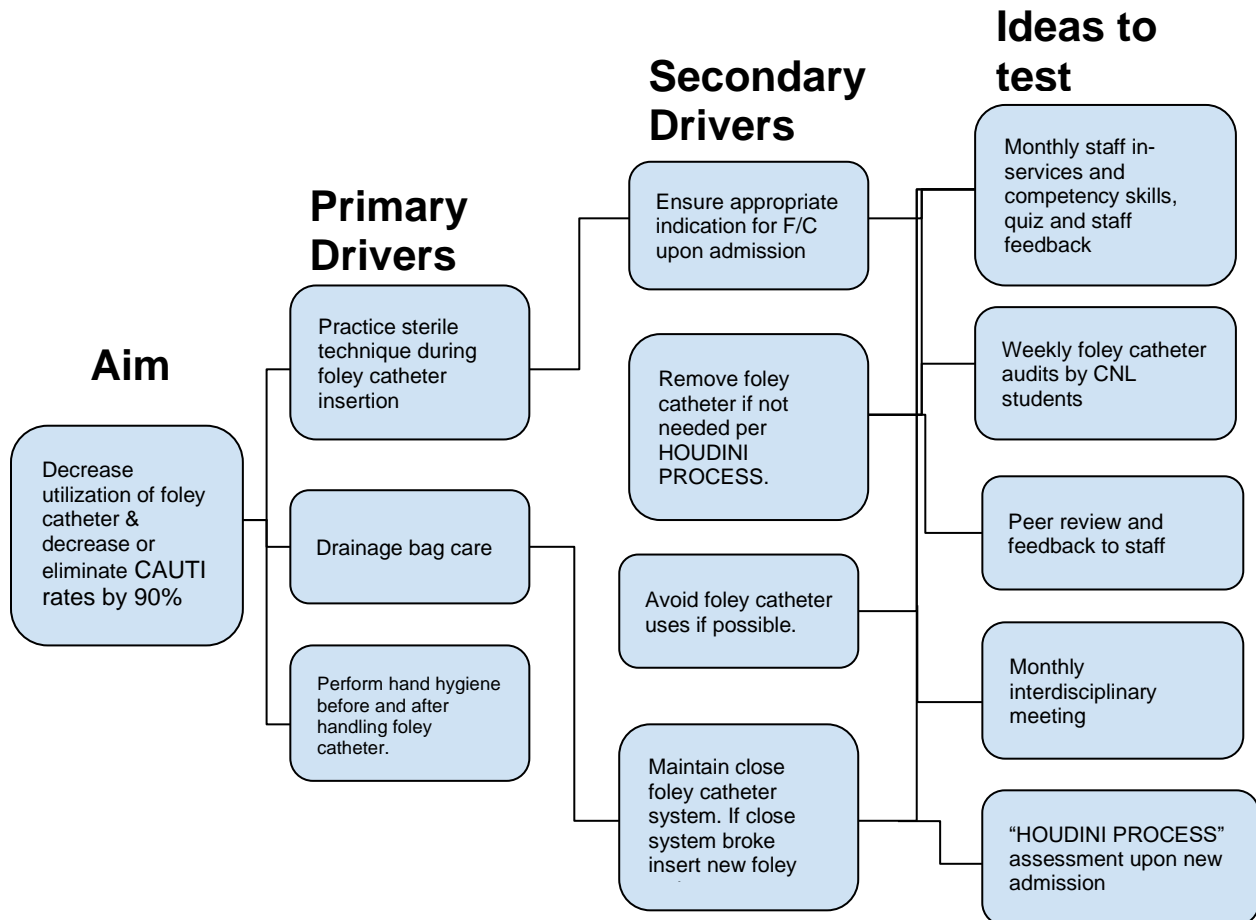 Aim
Decrease
utilization of foley
catheter &
decrease or
eliminate CAUTI
rates by 90%
Primary
Drivers
Practice sterile
technique during
foley catheter
insertion
Drainage bag care
Perform hand hygiene
before and after
handling foley
catheter.
Secondary
Drivers
Ensure appropriate
indication for F/C
upon admission
Remove foley
catheter if not
needed per
HOUDINI
PROCESS.
Avoid foley catheter
uses if possible.
Maintain close
foley catheter
system. If close
system broke
insert new foley
Ideas to
test
Monthly staff in-
services and
competency skills,
quiz and staff
feedback
Weekly foley catheter
audits by CNL
students
Peer review and
feedback to staff
Monthly
interdisciplinary
meeting
“HOUDINI PROCESS”
assessment upon new
admission